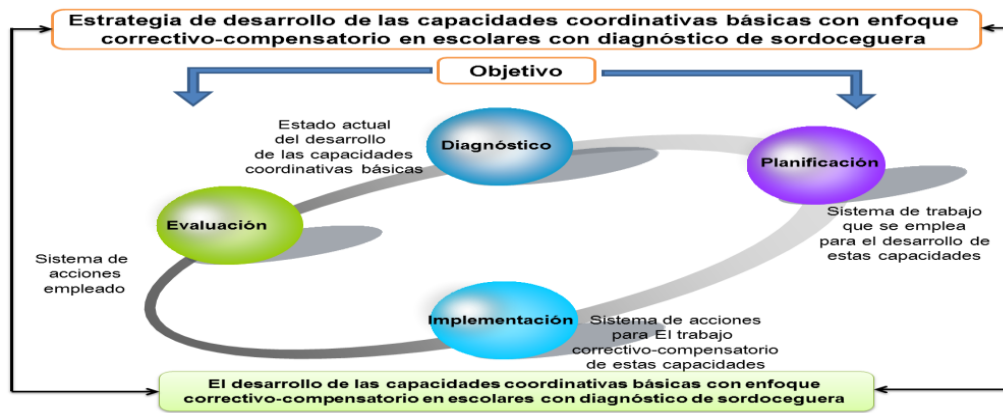 Estrategia de desarrollo de las capacidades coordinativas básicas con enfoque
correctivo-compensatorio en escolares con diagnóstico de sordoceguera
Objetivo
Estado actual
del desarrollo
de las capacidades
coordinativas básicas
Diagnóstico
Planificación
Sistema de trabajo
que se emplea
para el desarrollo de
estas capacidades
Evaluación
Sistema de
acciones
empleado
Implementación
Sistema de acciones
para El trabajo
correctivo-compensatorio
de estas capacidades
El desarrollo de las capacidades coordinativas básicas con enfoque
correctivo-compensatorio en escolares con diagnóstico de sordoceguera